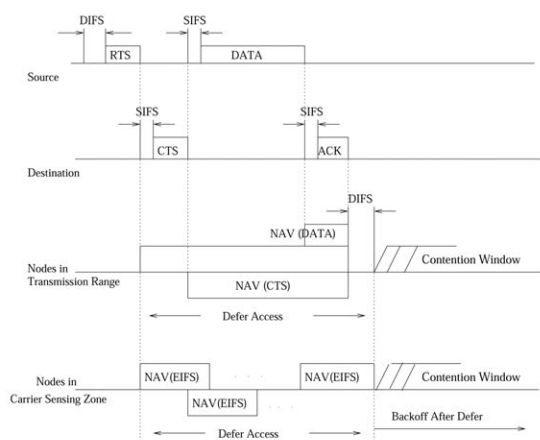 DIFS
SIFS
RTS
DATA
Source
SIFS
SIFS
CTS
ACK
Destination
DIFS
NAV (DATA)
Nodes in
Transmission Range
Contention Window
NAV (CTS)
Defer Access
Nodes in
Carrier Sensing Zone
NAV(EIFS)
NAV(EIFS)
Contention Window
NAV(EIFS)
Backoff After Defer
Defer Access